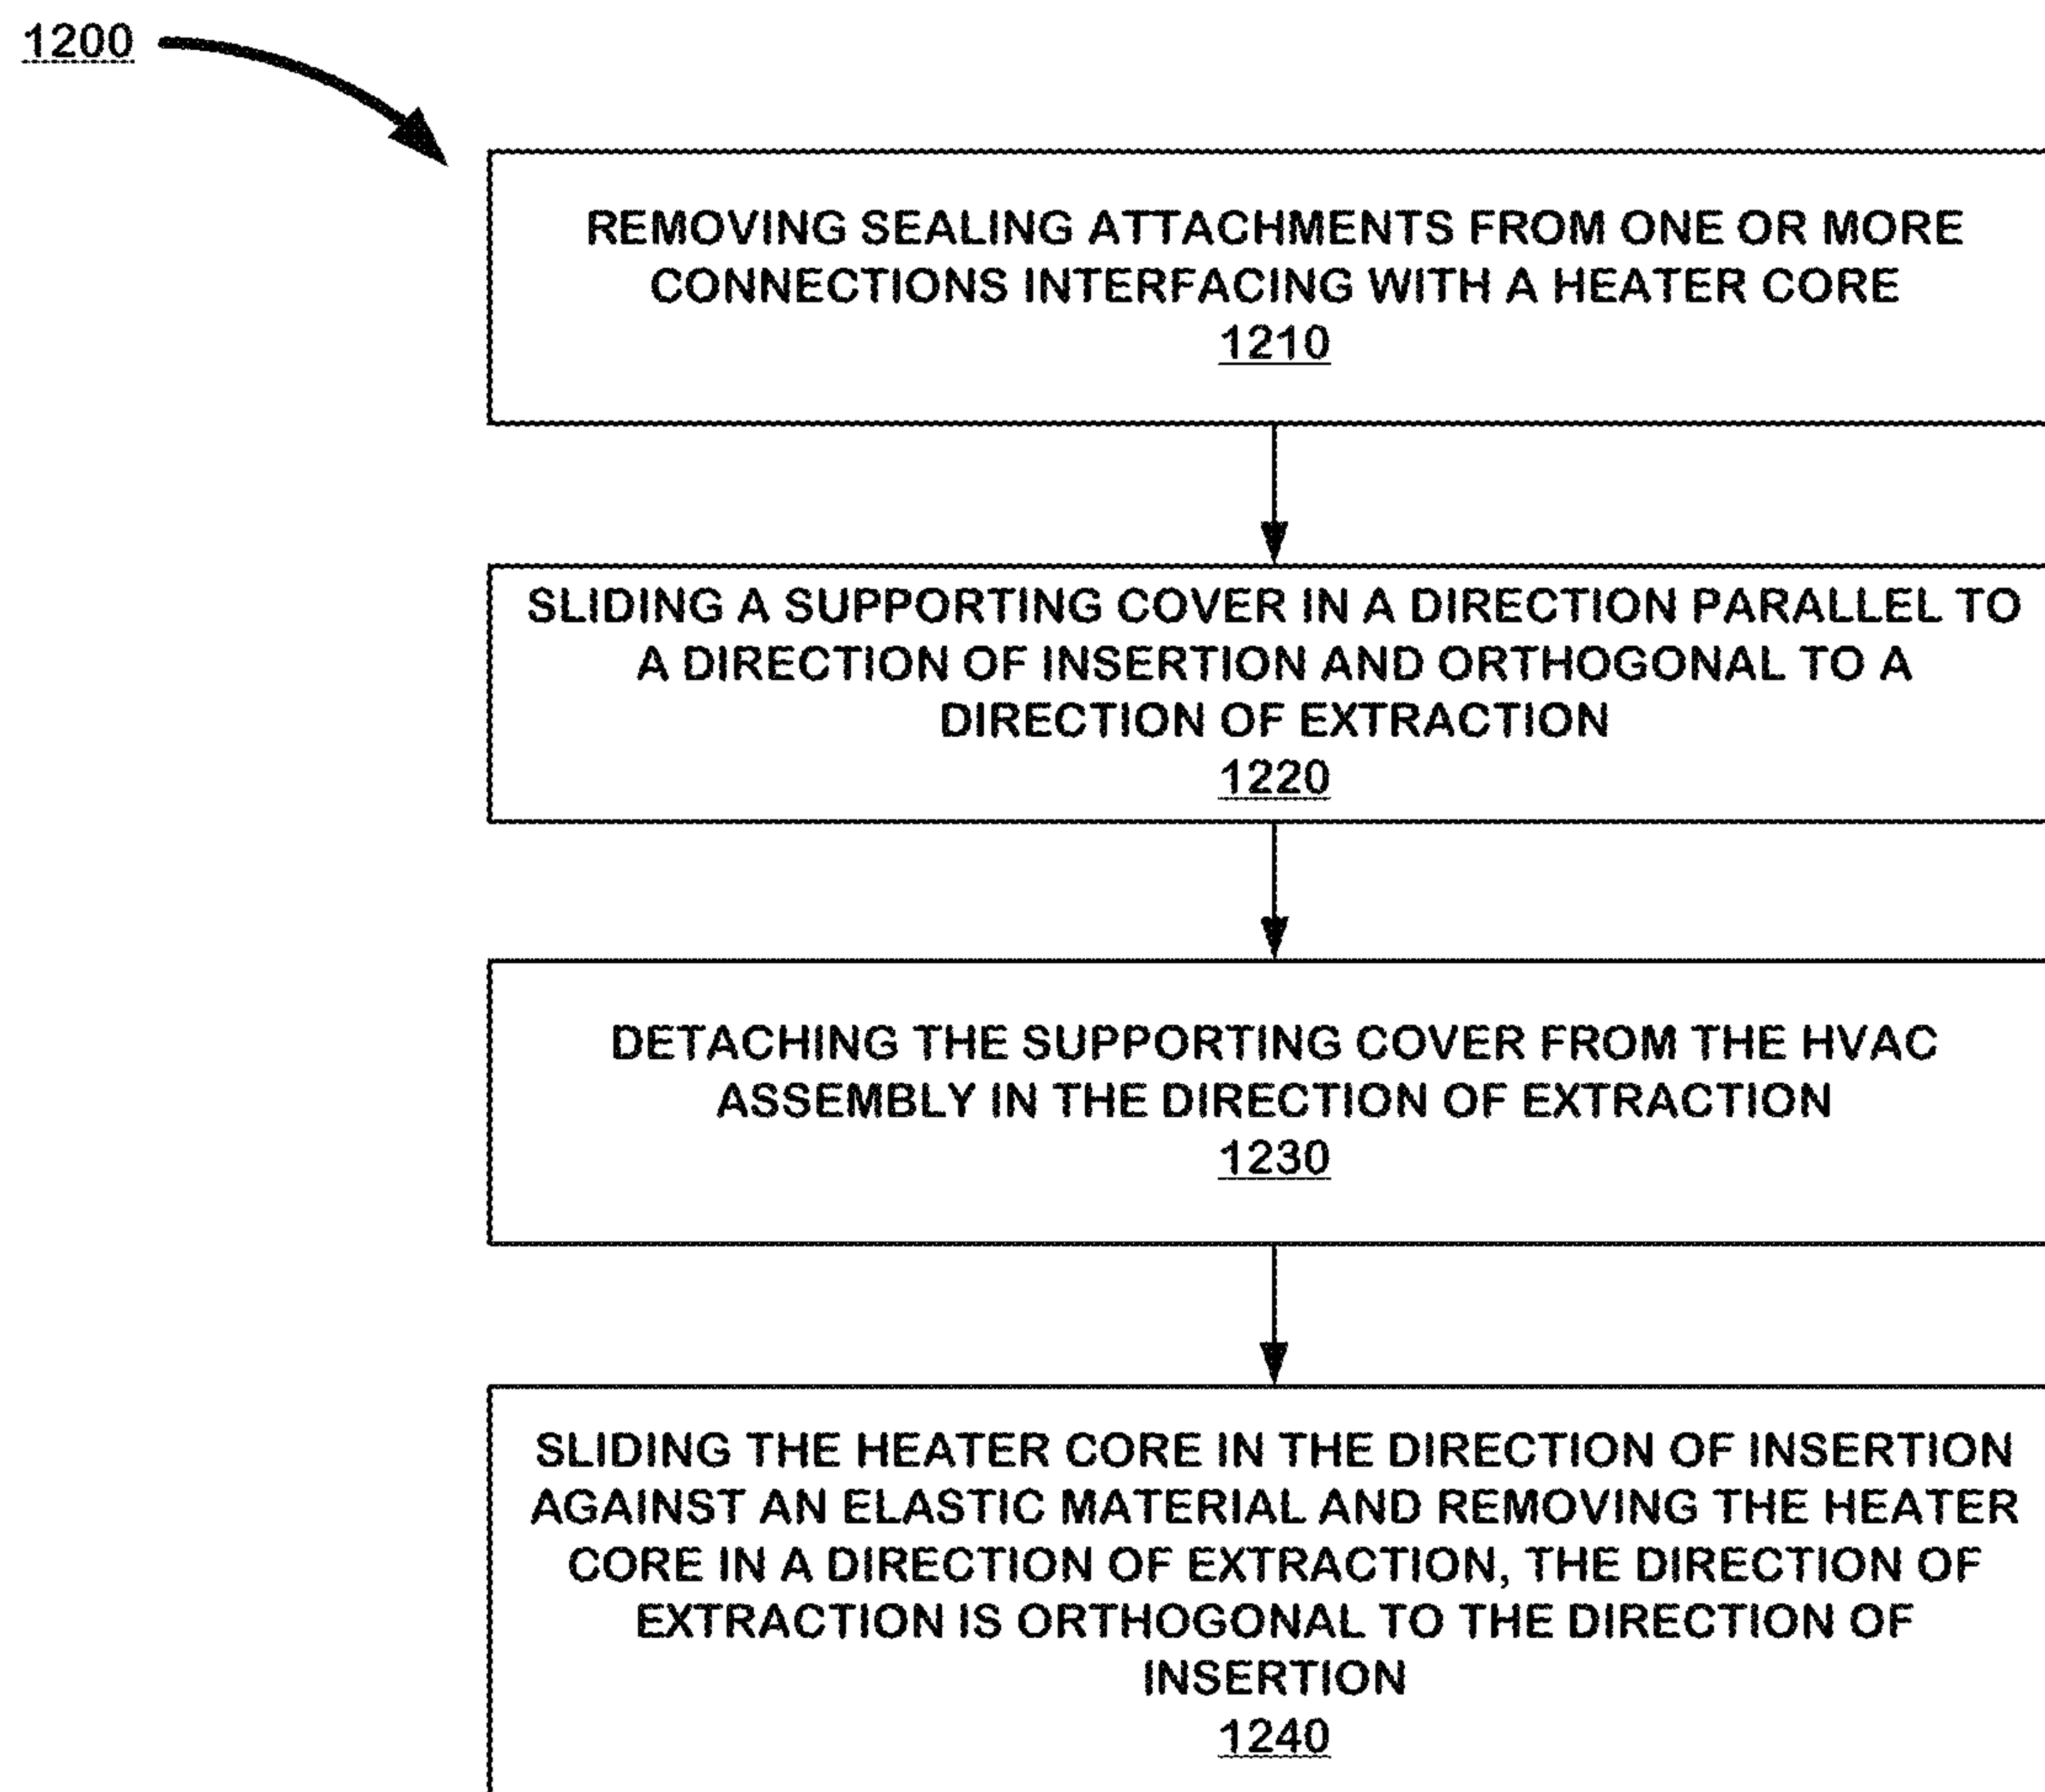 1200
REMOVING SEALING ATTACHMENTS FROM ONE OR MORE
CONNECTIONS INTERFACING WITH A HEATER CORE
1210
SLIDING A SUPPORTING COVER IN A DIRECTION PARALLEL TO
A DIRECTION OF INSERTION AND ORTHOGONAL TO A
DIRECTION OF EXTRACTION
1220
DETACHING THE SUPPORTING COVER FROM THE HVAC
ASSEMBLY IN THE DIRECTION OF EXTRACTION
1230
SLIDING THE HEATER CORE IN THE DIRECTION OF INSERTION
AGAINST AN ELASTIC MATERIAL AND REMOVING THE HEATER
CORE IN A DIRECTION OF EXTRACTION, THE DIRECTION OF
EXTRACTION IS ORTHOGONAL TO THE DIRECTION OF
INSERTION
1240